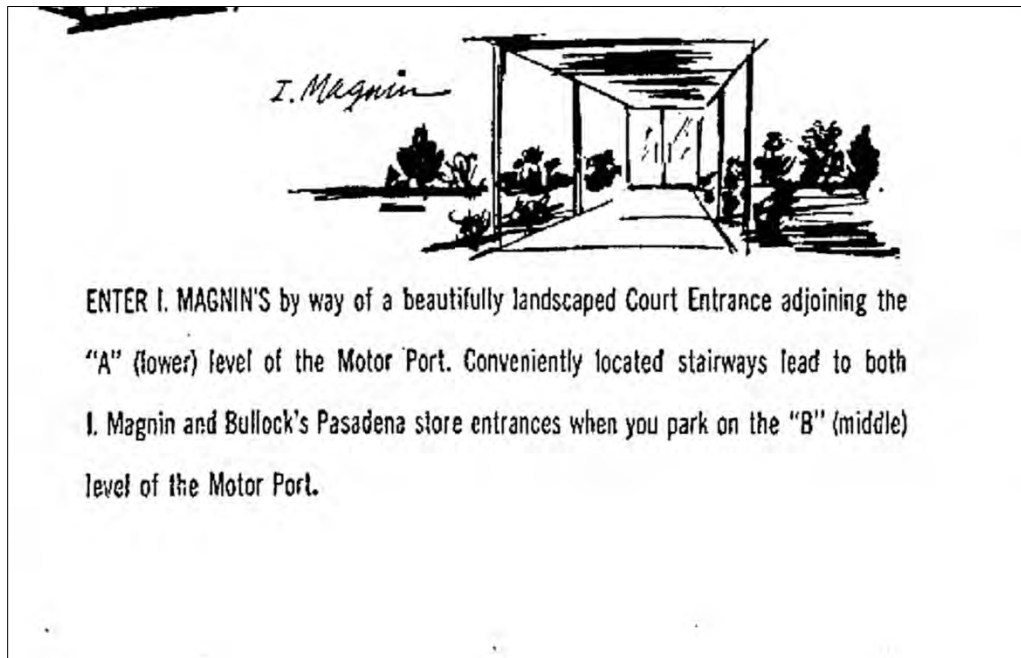 I. Magnin
ENTER I. MAGNIN'S by way of a beautifully landscaped Court Entrance adjoining the
"A" (lower) level of the Motor Port. Conveniently located stairways lead to both
I. Magnin and Bullock's Pasadena store entrances when you park on the "B" (middle)
level of the Motor Port.